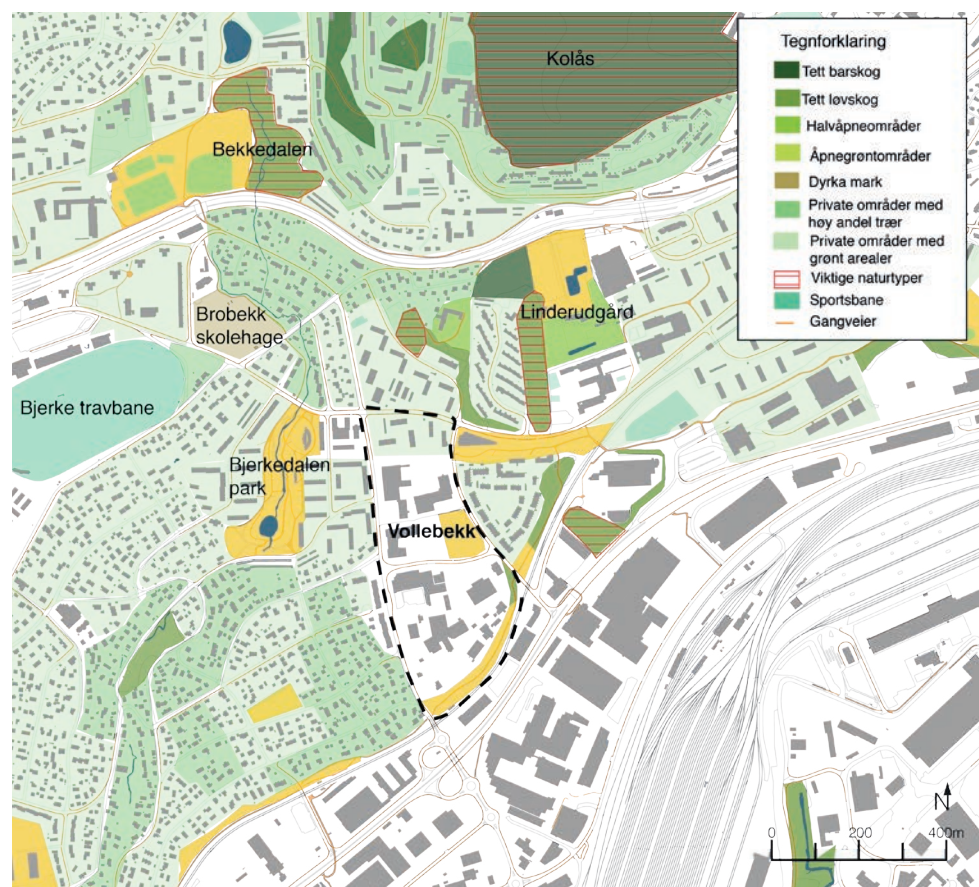 Kolås
Tegnforklaring
Tett barskog
Tett løvskog
Halvåpneområder
Åpnegrøntområder
Dyrka mark
Private områder med
høy andel trær
Private områder med
grønt arealer
Viktige naturtyper
Sportsbane
Gangveier
Bekkedalen
Brobekk
skolehage
Linderudgård
Bjerke travbane
Bjerkedalen
park
Vollebekk
N
0 200 400m